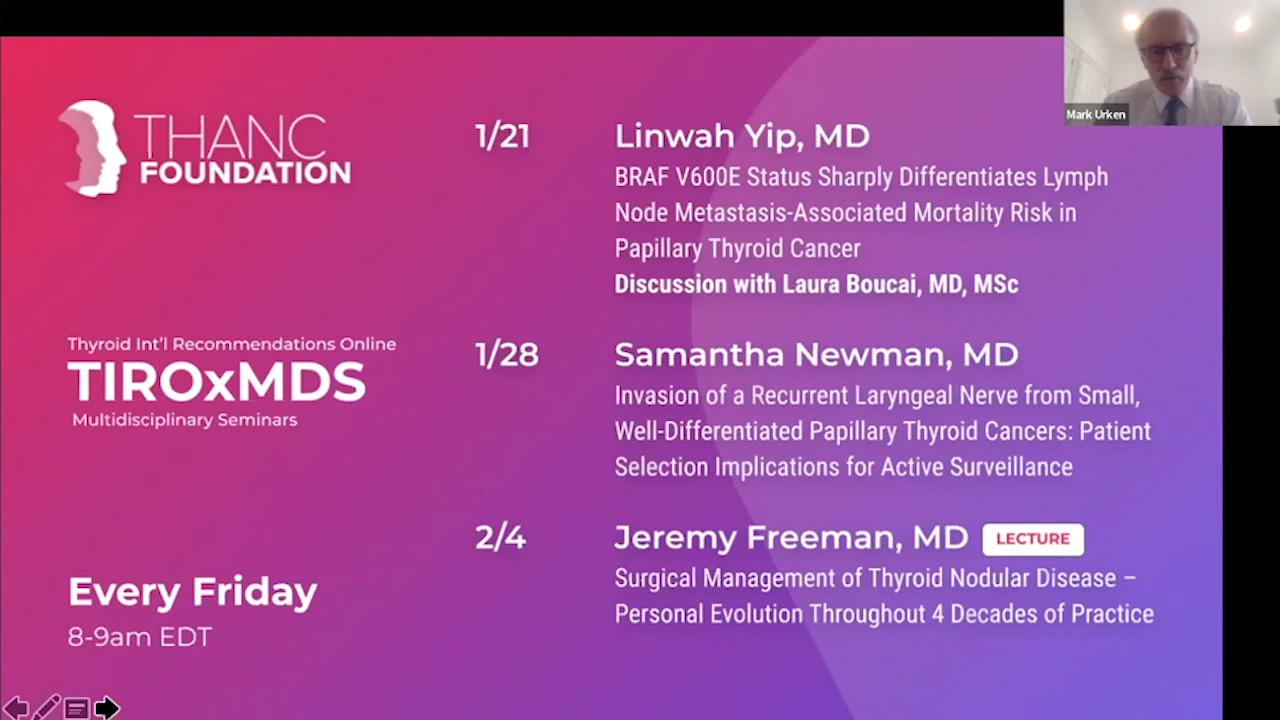 THANC
FOUNDATION
Thyroid Int'l Recommendations Online
TIROxMDS
Multidisciplinary Seminars
Every Friday
8-9am EDT
1/21
Linwah Yip, MD
BRAF V600E Status Sharply Differentiates Lymph
Node Metastasis-Associated Mortality Risk in
Papillary Thyroid Cancer
Discussion with Laura Boucai, MD, MSc
1/28
Samantha Newman, MD
Invasion of a Recurrent Laryngeal Nerve from Small,
Well-Differentiated Papillary Thyroid Cancers: Patient
Selection Implications for Active Surveillance
2/4
Jeremy Freeman, MD LECTURE
Surgical Management of Thyroid Nodular Disease –
Personal Evolution Throughout 4 Decades of Practice
Mark Urken